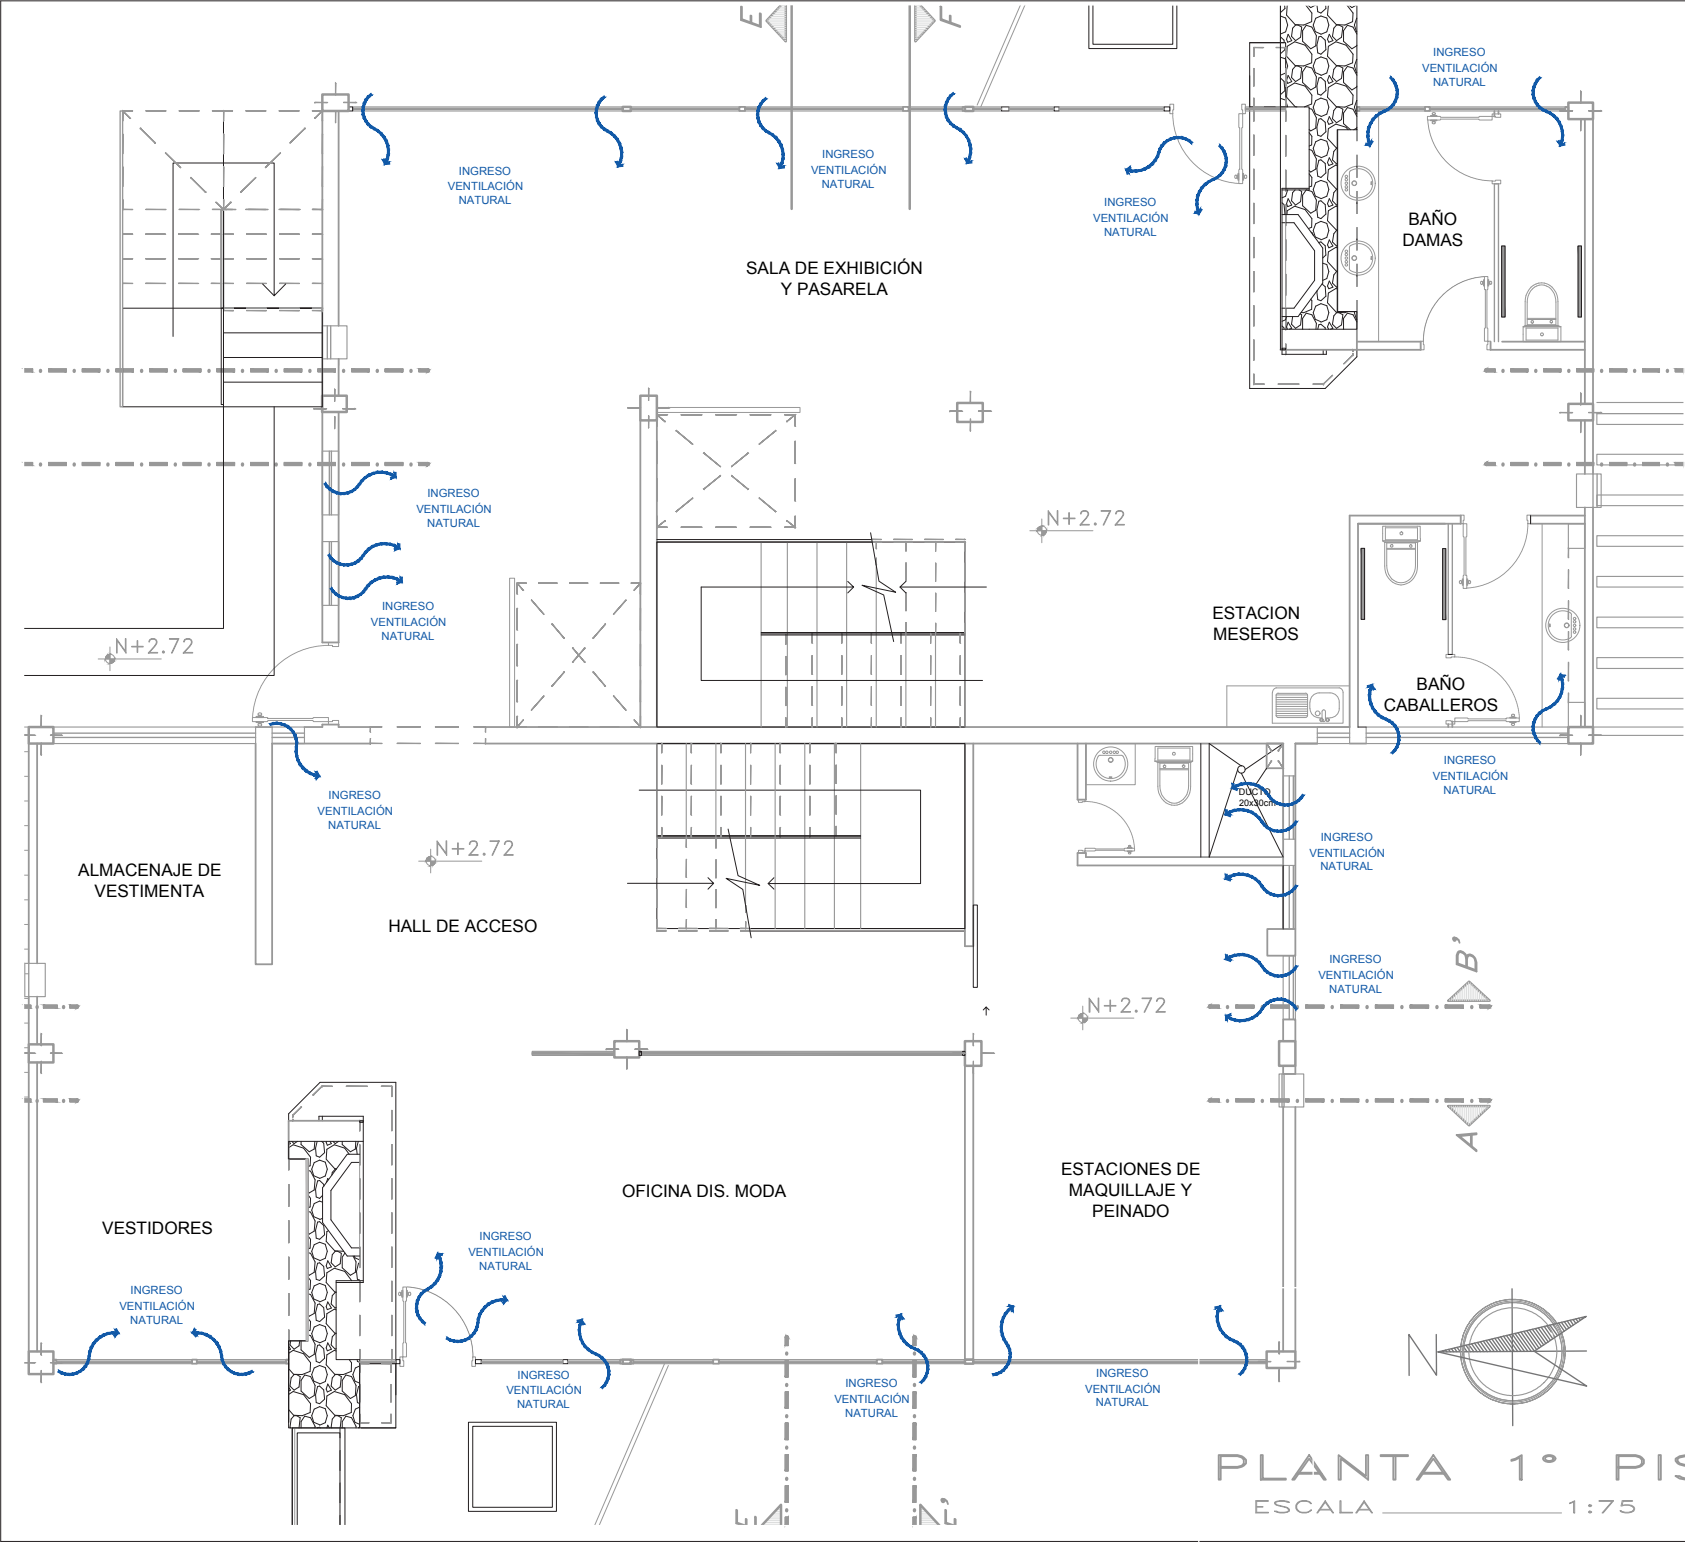 E
F
INGRESO
VENTILACIÓN
NATURAL
INGRESO
VENTILACIÓN
NATURAL
INGRESO
VENTILACIÓN
NATURAL
INGRESO
VENTILACIÓN
NATURAL
BAÑO
DAMAS
SALA DE EXHIBICIÓN
Y PASARELA
INGRESO
VENTILACIÓN
NATURAL
N+2.72
INGRESO
VENTILACIÓN
NATURAL
ESTACION
MESEROS
N+2.72
BAÑO
CABALLEROS
INGRESO
VENTILACIÓN
NATURAL
INGRESO
VENTILACIÓN
NATURAL
DUCTO
20x30cm
INGRESO
VENTILACIÓN
NATURAL
N+2.72
ALMACENAJE DE
VESTIMENTA
HALL DE ACCESO
INGRESO
VENTILACIÓN
NATURAL
B'
N+2.72
A
ESTACIONES DE
MAQUILLAJE Y
PEINADO
OFICINA DIS. MODA
VESTIDORES
INGRESO
VENTILACIÓN
NATURAL
INGRESO
VENTILACIÓN
NATURAL
INGRESO
VENTILACIÓN
NATURAL
INGRESO
VENTILACIÓN
NATURAL
INGRESO
VENTILACIÓN
NATURAL
N
PLANTA 1° PIS
ESCALA 1:75